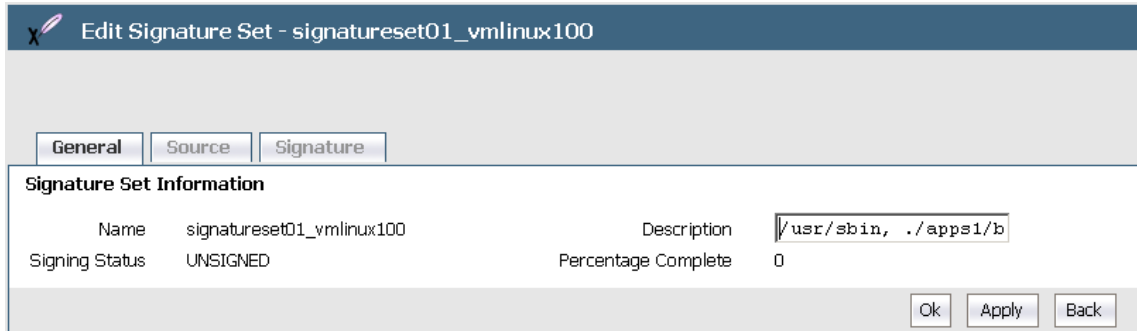 Edit Signature Set - signatureset01_vmlinux100
General Source Signature
Signature Set Information
Name signatureset01_vmlinux100 Description /usr/sbin, ./apps1/b
Signing Status UNSIGNED Percentage Complete 0
Ok Apply Back